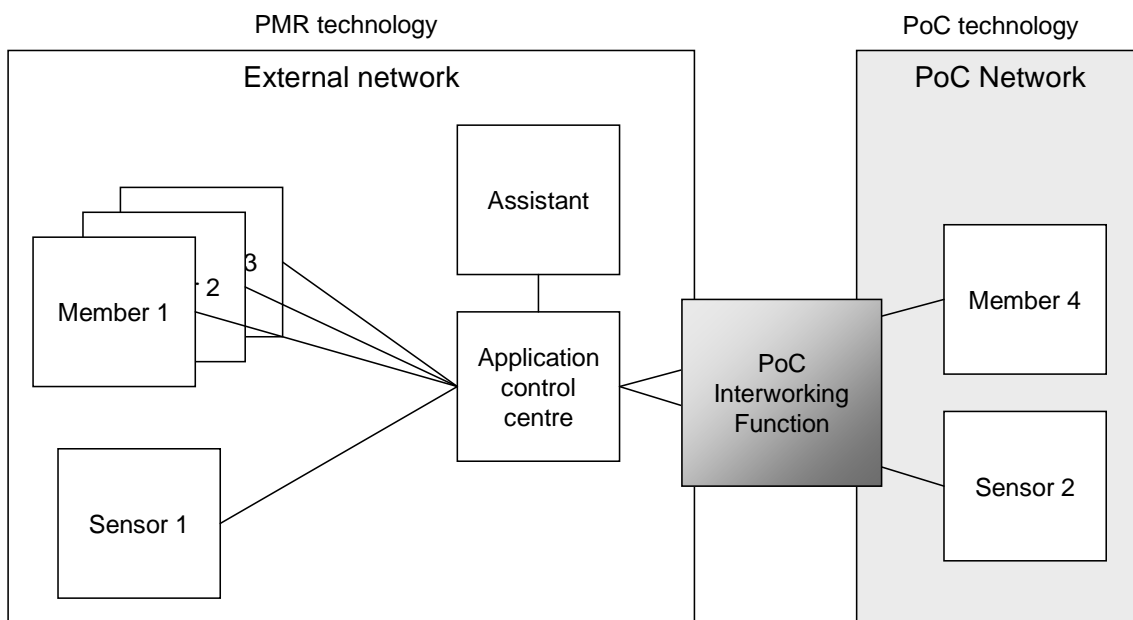 PMR technology
PoC technology
External network
PoC Network
Assistant
3
2
Member 1
Member 4
Application
control
centre
PoC
Interworking
Function
Sensor 1
Sensor 2